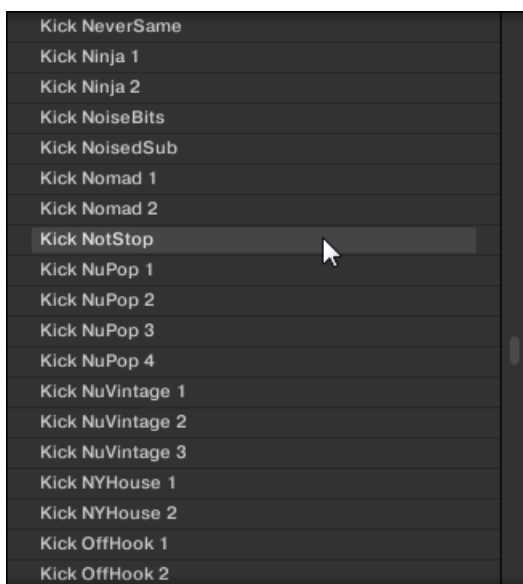 Kick NeverSame
Kick Ninja 1
Kick Ninja 2
Kick NoiseBits
Kick NoisedSub
Kick Nomad 1
Kick Nomad 2
Kick NotStop
Kick NuPop 1
Kick NuPop 2
Kick NuPop 3
Kick NuPop 4
Kick NuVintage 1
Kick NuVintage 2
Kick NuVintage 3
Kick NYHouse 1
Kick NYHouse 2
Kick OffHook 1
Kick OffHook 2